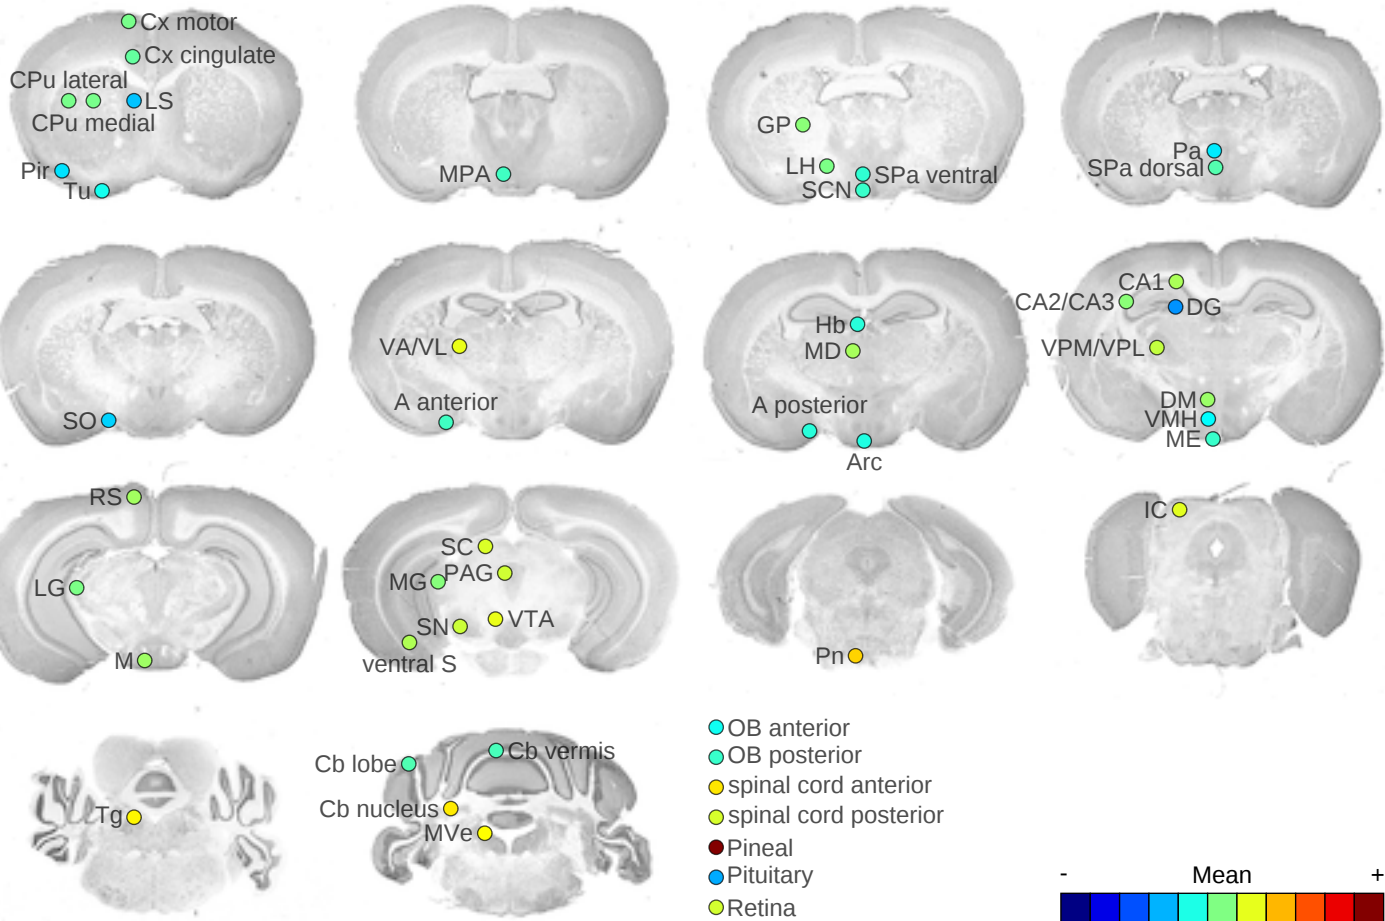 Cx motor
Cx cingulate
CPu lateral
LS
CPu medial
Pir
Tu
MPA
GP
LH
SPa ventral
SCN
Pa
SPa dorsal
SO
VA/VL
A anterior
Hb
MD
A posterior
Arc
CA1
CA2/CA3
DG
VPM/VPL
DM
VMH
ME
RS
LG
M
SC
MG
PAG
SN
VTA
ventral S
Pn
IC
Tg
Cb lobe
Cb vermis
Cb nucleus
MVe
OB anterior
OB posterior
spinal cord anterior
spinal cord posterior
Pineal
Pituitary
Retina
- Mean +